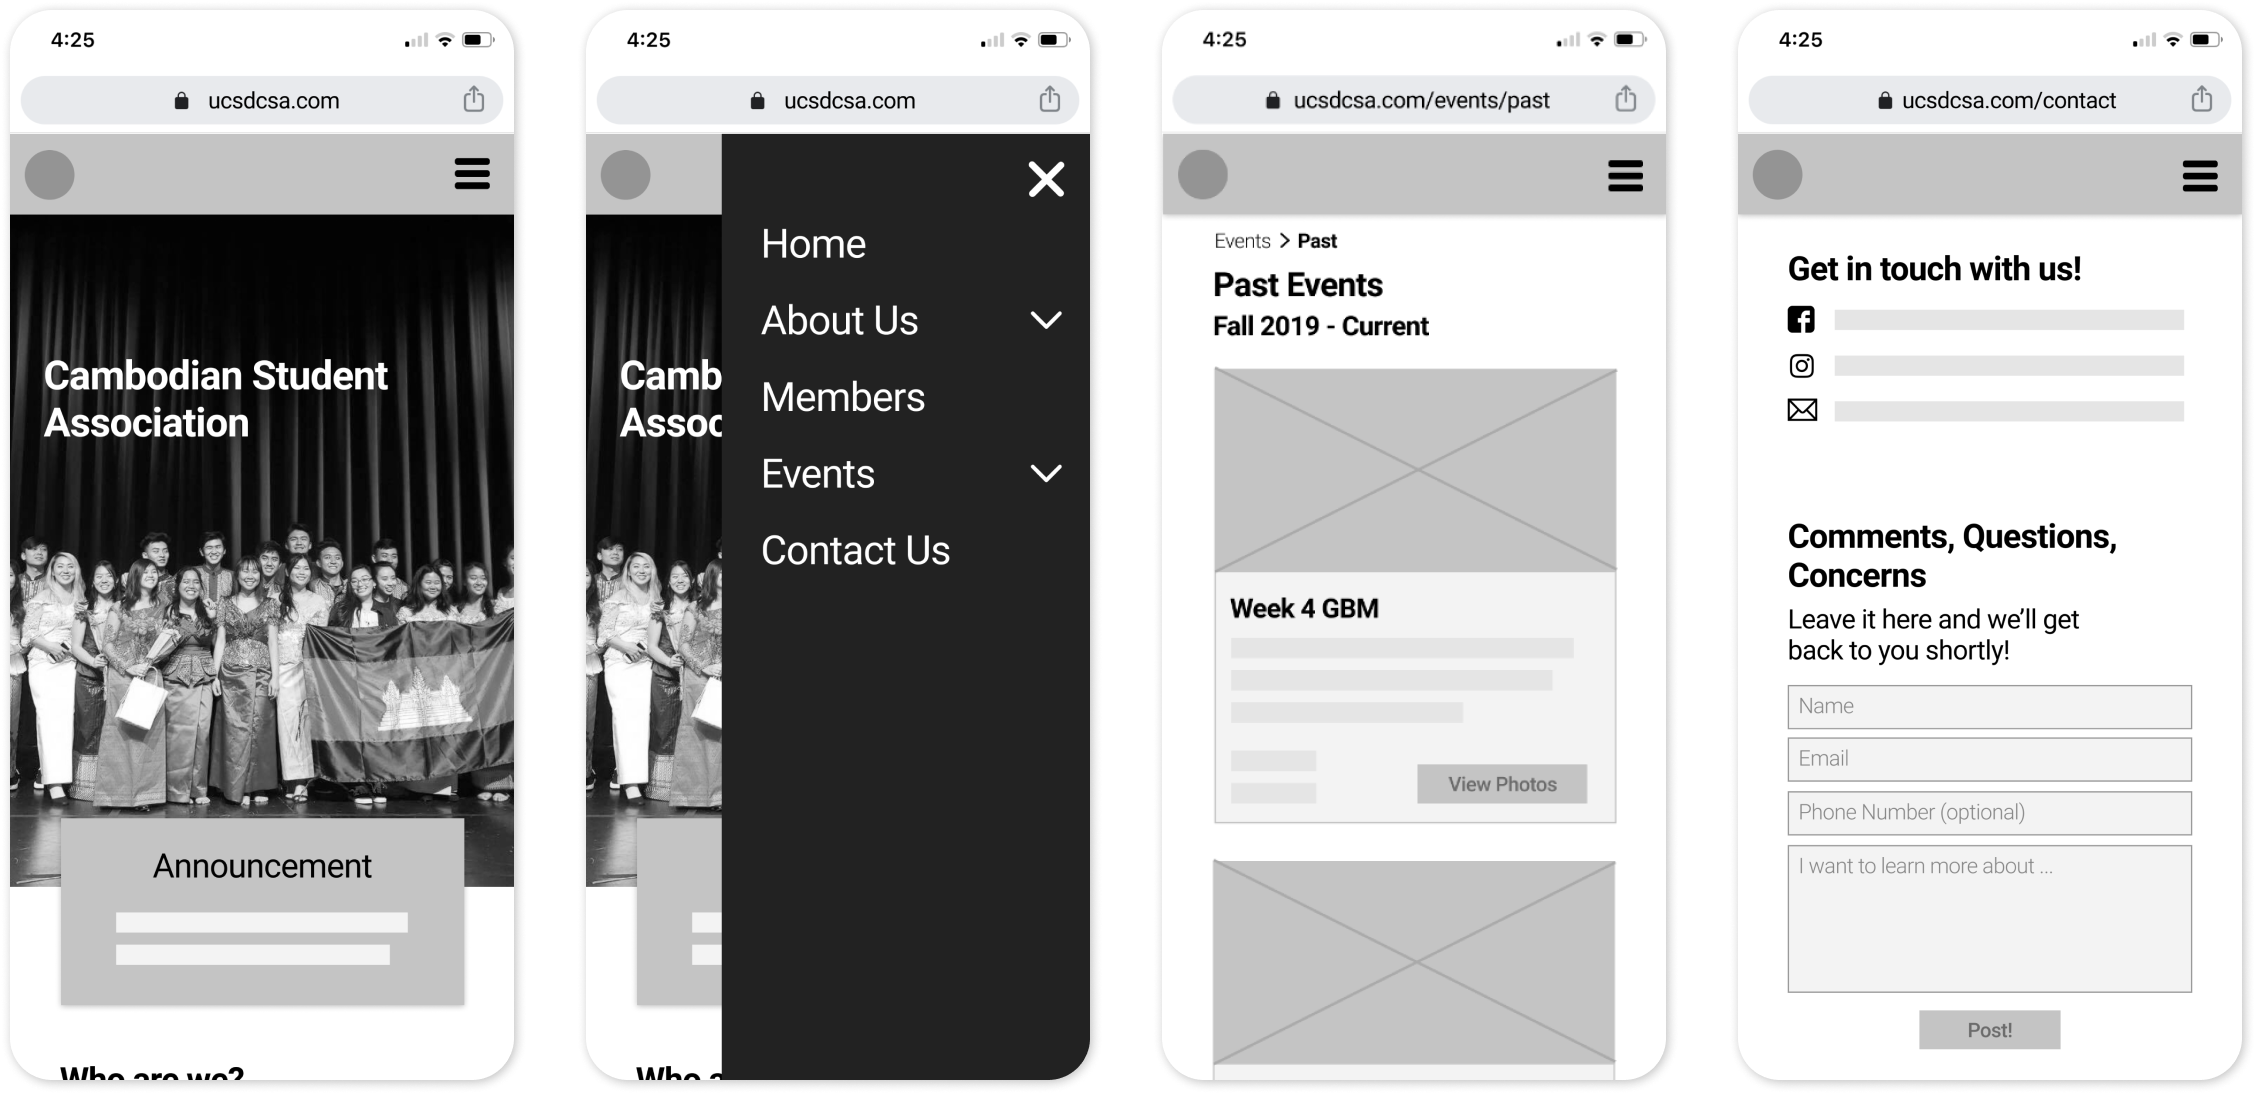 4:25
ucsdcsa.com
Cambodian Student
Association
Announcement
Who are we?
4:25
ucsdcsa.com
Camb
Assoc
Who a
Home
About Us
Members
Events
Contact Us
4:25
ucsdcsa.com/events/past
Events > Past
Past Events
Fall 2019 - Current
Week 4 GBM
View Photos
4:25
ucsdcsa.com/contact
Get in touch with us!
Comments, Questions,
Concerns
Leave it here and we’ll get
back to you shortly!
Name
Email
Phone Number (optional)
I want to learn more about ...
Post!